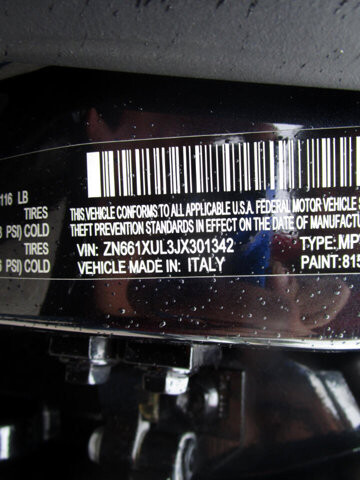 116 LB
TIRES
PSI) COLD
TIRES
PSI) COLD
THIS VEHICLE CONFORMS TO ALL APPLICABLE U.S.A. FEDERAL MOTOR VEHICLE
THEFT PREVENTION STANDARDS IN EFFECT ON THE DATE OF MANUFACTUR
VIN: ZN661XUL3JX301342 TYPE: MP
VEHICLE MADE IN: ITALY PAINT: 815